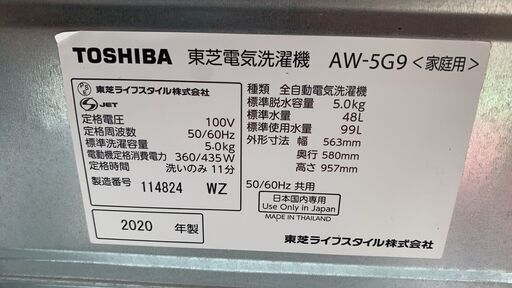 TOSHIBA 東芝電気洗濯機 AW-5G9<家庭用>
東芝ライフスタイル株式会社
JET
定格電圧 100V
定格周波数 50/60Hz
標準洗濯容量 5.0kg
電動機定格消費電力 360/435W
定格時間 洗いのみ 11分
製造番号 114824 WZ
2020 年製
種類 全自動電気洗濯機
標準脱水容量 5.0kg
標準水量 48L
標準使用水量 99L
外形寸法 幅 563mm
奥行 580mm
高さ 957mm
50/60Hz 共用
日本国内専用
Use Only in Japan
MADE IN THAILAND
東芝ライフスタイル株式会社